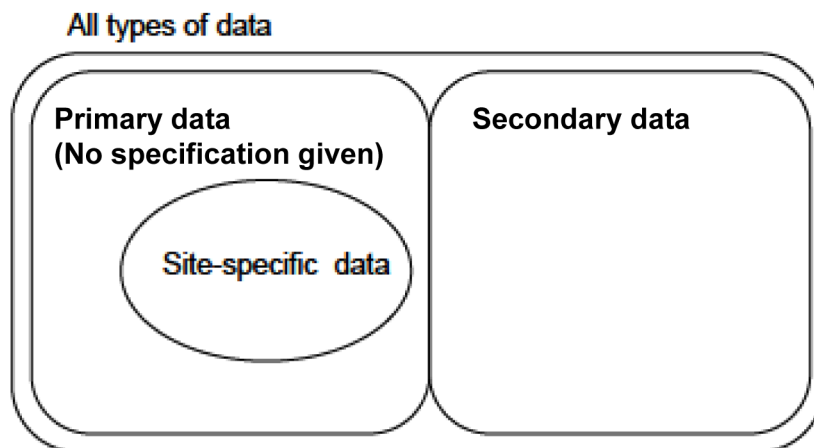 All types of data
Primary data
(No specification given)
Secondary data
Site-specific data